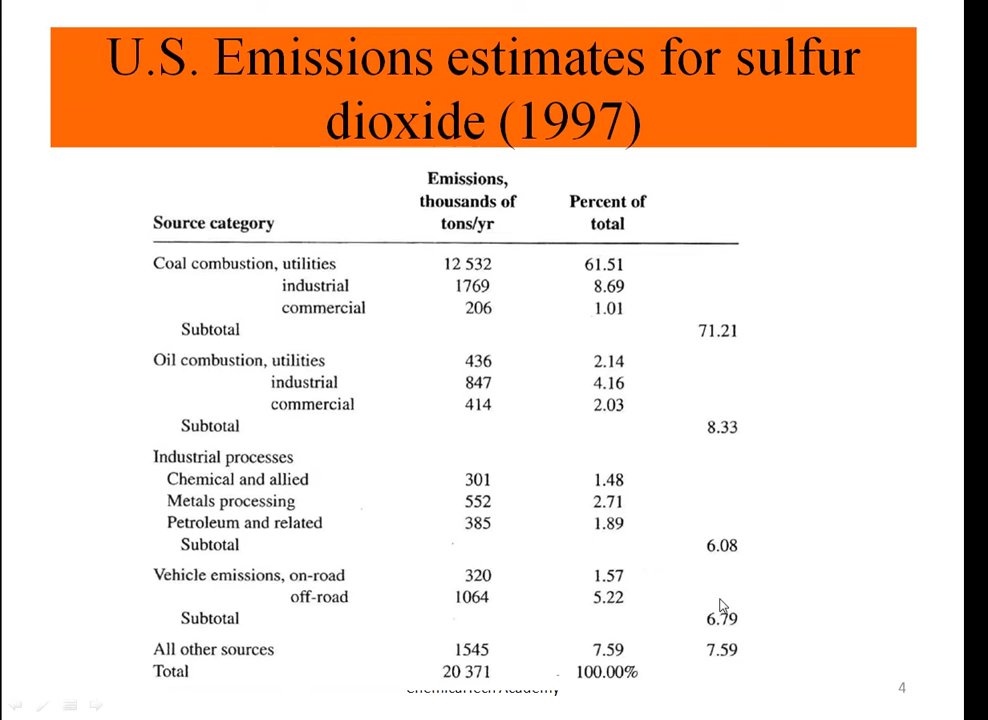 U.S. Emissions estimates for sulfur
dioxide (1997)
Emissions,
thousands of Percent of
Source category tons/yr total
Coal combustion, utilities 12 532 61.51
industrial 1769 8.69
commercial 206 1.01
Subtotal 71.21
Oil combustion, utilities 436 2.14
industrial 847 4.16
commercial 414 2.03
Subtotal 8.33
Industrial processes
Chemical and allied 301 1.48
Metals processing 552 2.71
Petroleum and related 385 1.89
Subtotal 6.08
Vehicle emissions, on-road 320 1.57
off-road 1064 5.22
Subtotal 6.79
All other sources 1545 7.59 7.59
Total 20 371 100.00%
ChemicalTech Academy 4